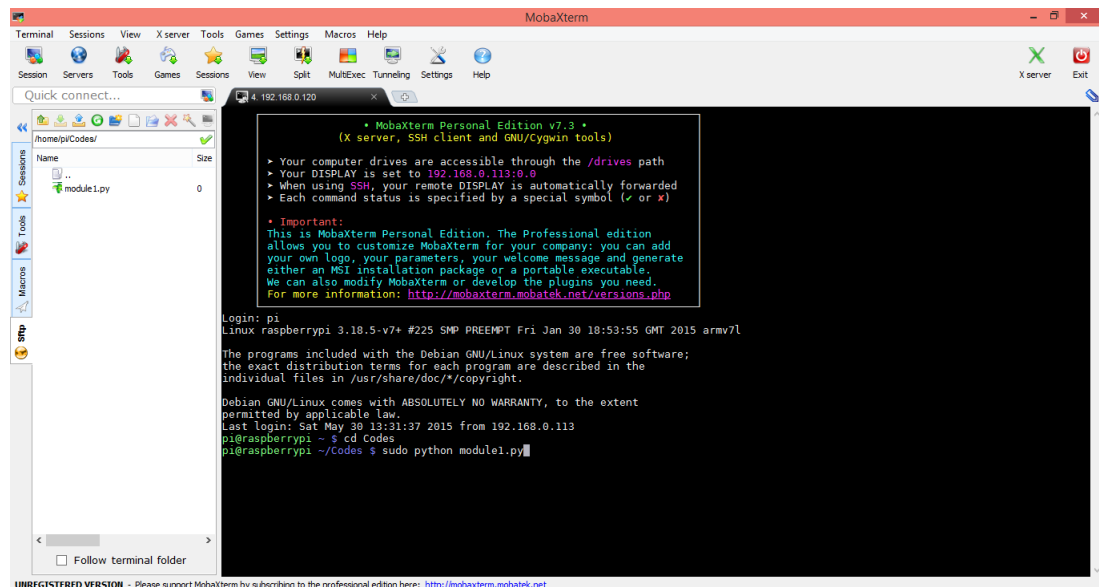 MobaXterm
Terminal Sessions View X server Tools Games Settings Macros Help
Session Servers Tools Games Sessions View Split MultiExec Tunneling Settings Help X server Exit
Quick connect...
4. 192.168.0.120
/home/pi/Codes/
Name Size
..
module1.py 0
Sessions
Tools
Macros
Sftp
• MobaXterm Personal Edition v7.3 •
(X server, SSH client and GNU/Cygwin tools)
➤ Your computer drives are accessible through the /drives path
➤ Your DISPLAY is set to 192.168.0.113:0.0
➤ When using SSH, your remote DISPLAY is automatically forwarded
➤ Each command status is specified by a special symbol (✔ or ✘)
• Important:
This is MobaXterm Personal Edition. The Professional edition
allows you to customize MobaXterm for your company: you can add
your own logo, your parameters, your welcome message and generate
either an MSI installation package or a portable executable.
We can also modify MobaXterm or develop the plugins you need.
For more information: http://mobaxterm.mobatek.net/versions.php
Login: pi
Linux raspberrypi 3.18.5-v7+ #225 SMP PREEMPT Fri Jan 30 18:53:55 GMT 2015 armv7l
The programs included with the Debian GNU/Linux system are free software;
the exact distribution terms for each program are described in the
individual files in /usr/share/doc/*/copyright.
Debian GNU/Linux comes with ABSOLUTELY NO WARRANTY, to the extent
permitted by applicable law.
Last login: Sat May 30 13:31:37 2015 from 192.168.0.113
pi@raspberrypi ~ $ cd Codes
pi@raspberrypi ~/Codes $ sudo python module1.py
Follow terminal folder
UNREGISTERED VERSION - Please support MobaXterm by subscribing to the professional edition here: http://mobaxterm.mobatek.net